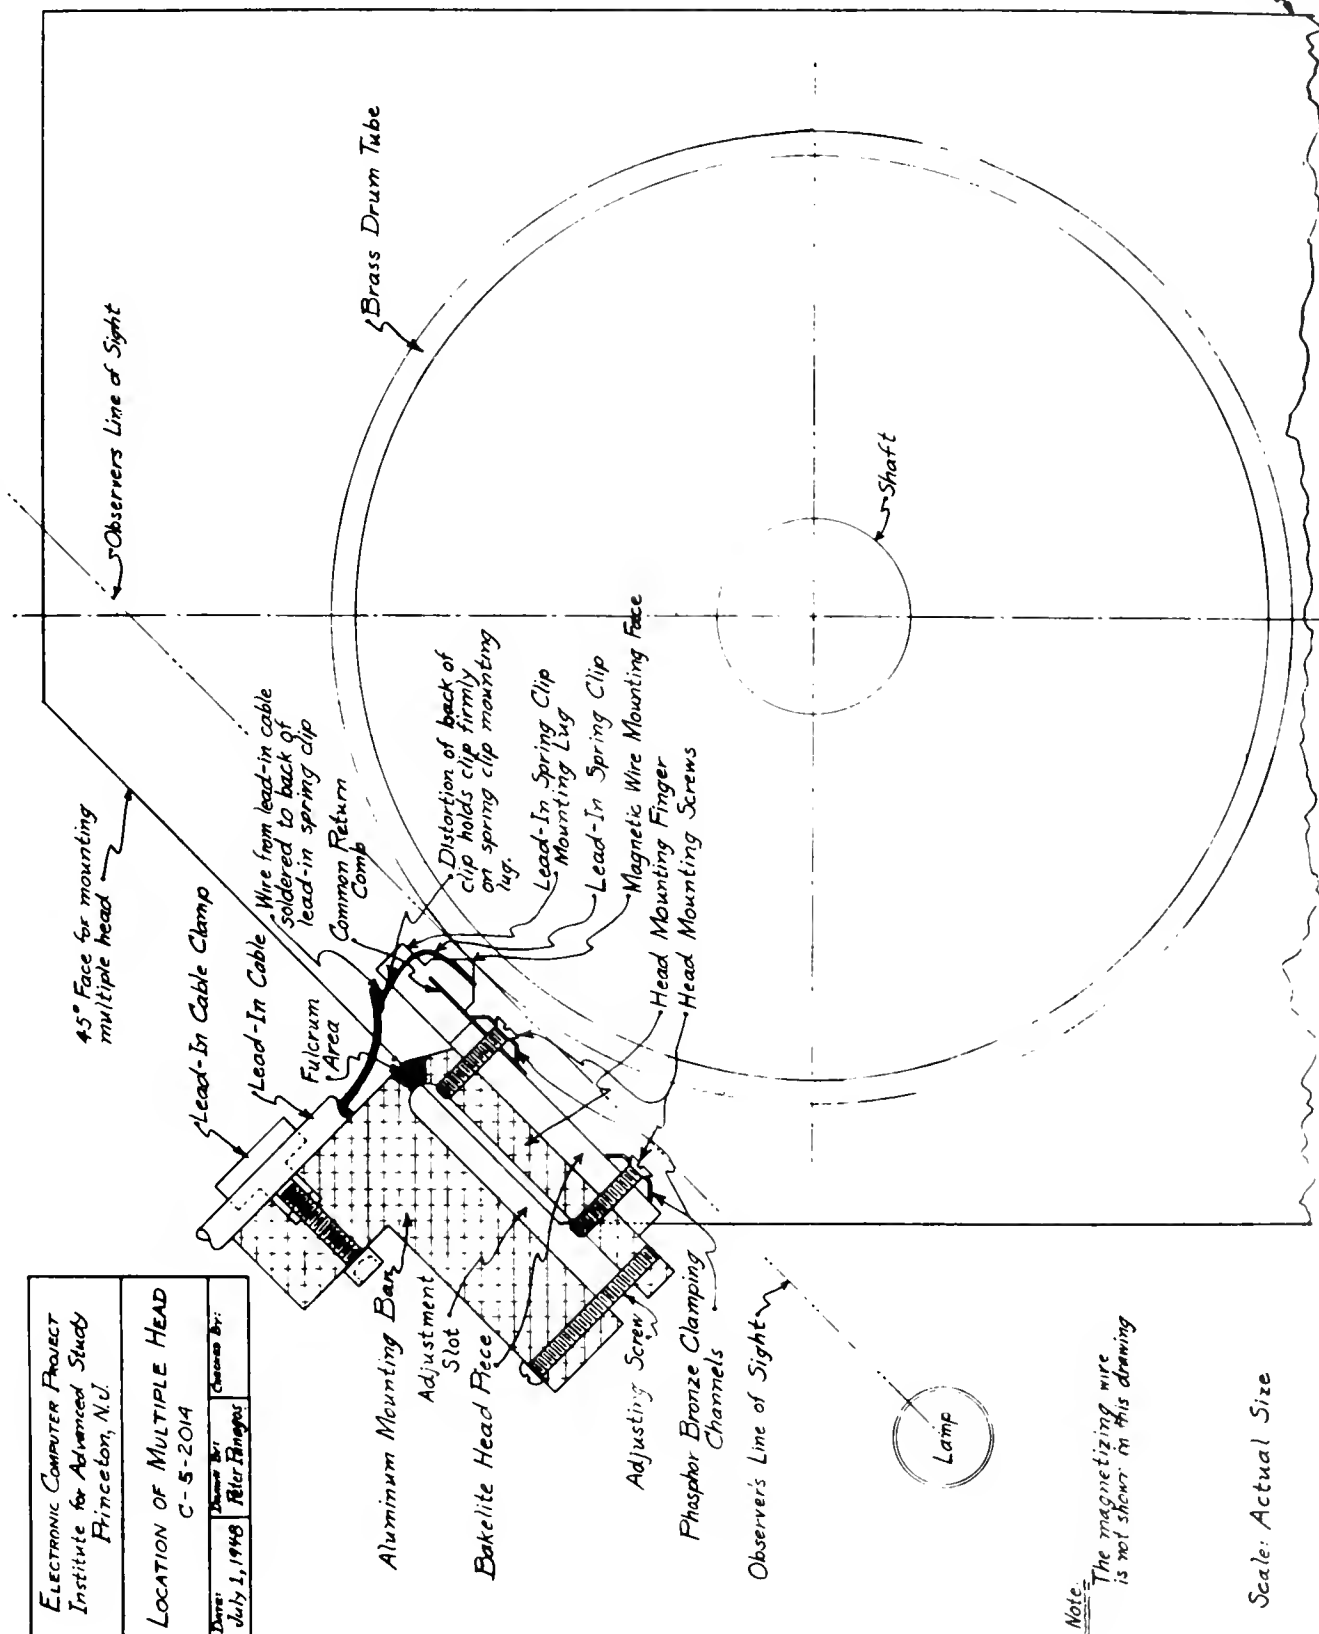 ELECTRONIC COMPUTER PROJECT
Institute for Advanced Study
Princeton, N.J.
LOCATION OF MULTIPLE HEAD
C-5-2014
Date:
July 1, 1948
Drawn By:
Peter Panagos
Checked By:
45° Face for mounting
multiple head
Observers Line of Sight
Brass Drum Tube
Shaft
Lead-In Cable Clamp
Lead-In Cable
Fulcrum
Area
Wire from lead-in cable
soldered to back of
lead-in spring clip
Common Return
Comb
Distortion of back of
clip holds clip firmly
on spring clip mounting
lug.
Lead-In Spring Clip
Mounting Lug
Lead-In Spring Clip
Magnetic Wire Mounting Face
Head Mounting Finger
Head Mounting Screws
Aluminum Mounting Bar
Adjustment
Slot
Bakelite Head Piece
Adjusting Screw
Phosphor Bronze Clamping
Channels
Observer's Line of Sight
Lamp
Note:
The magnetizing wire
is not shown in this drawing
Scale: Actual Size